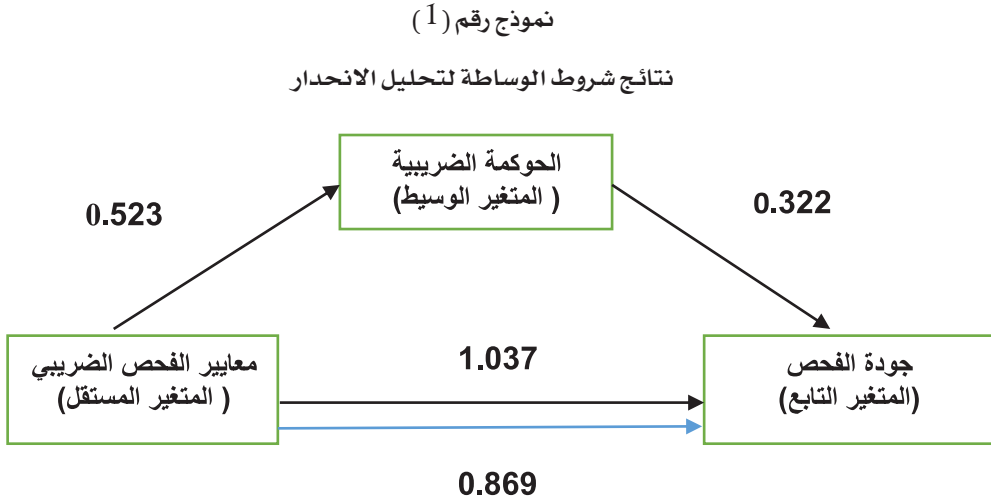 نموذج رقم (1)
نتائج شروط الوساطة لتحليل الانحدار
الحوكمة الضريبية
( المتغير الوسيط)
0.523
0.322
معايير الفحص الضريبي
( المتغير المستقل)
1.037
جودة الفحص
(المتغير التابع)
0.869